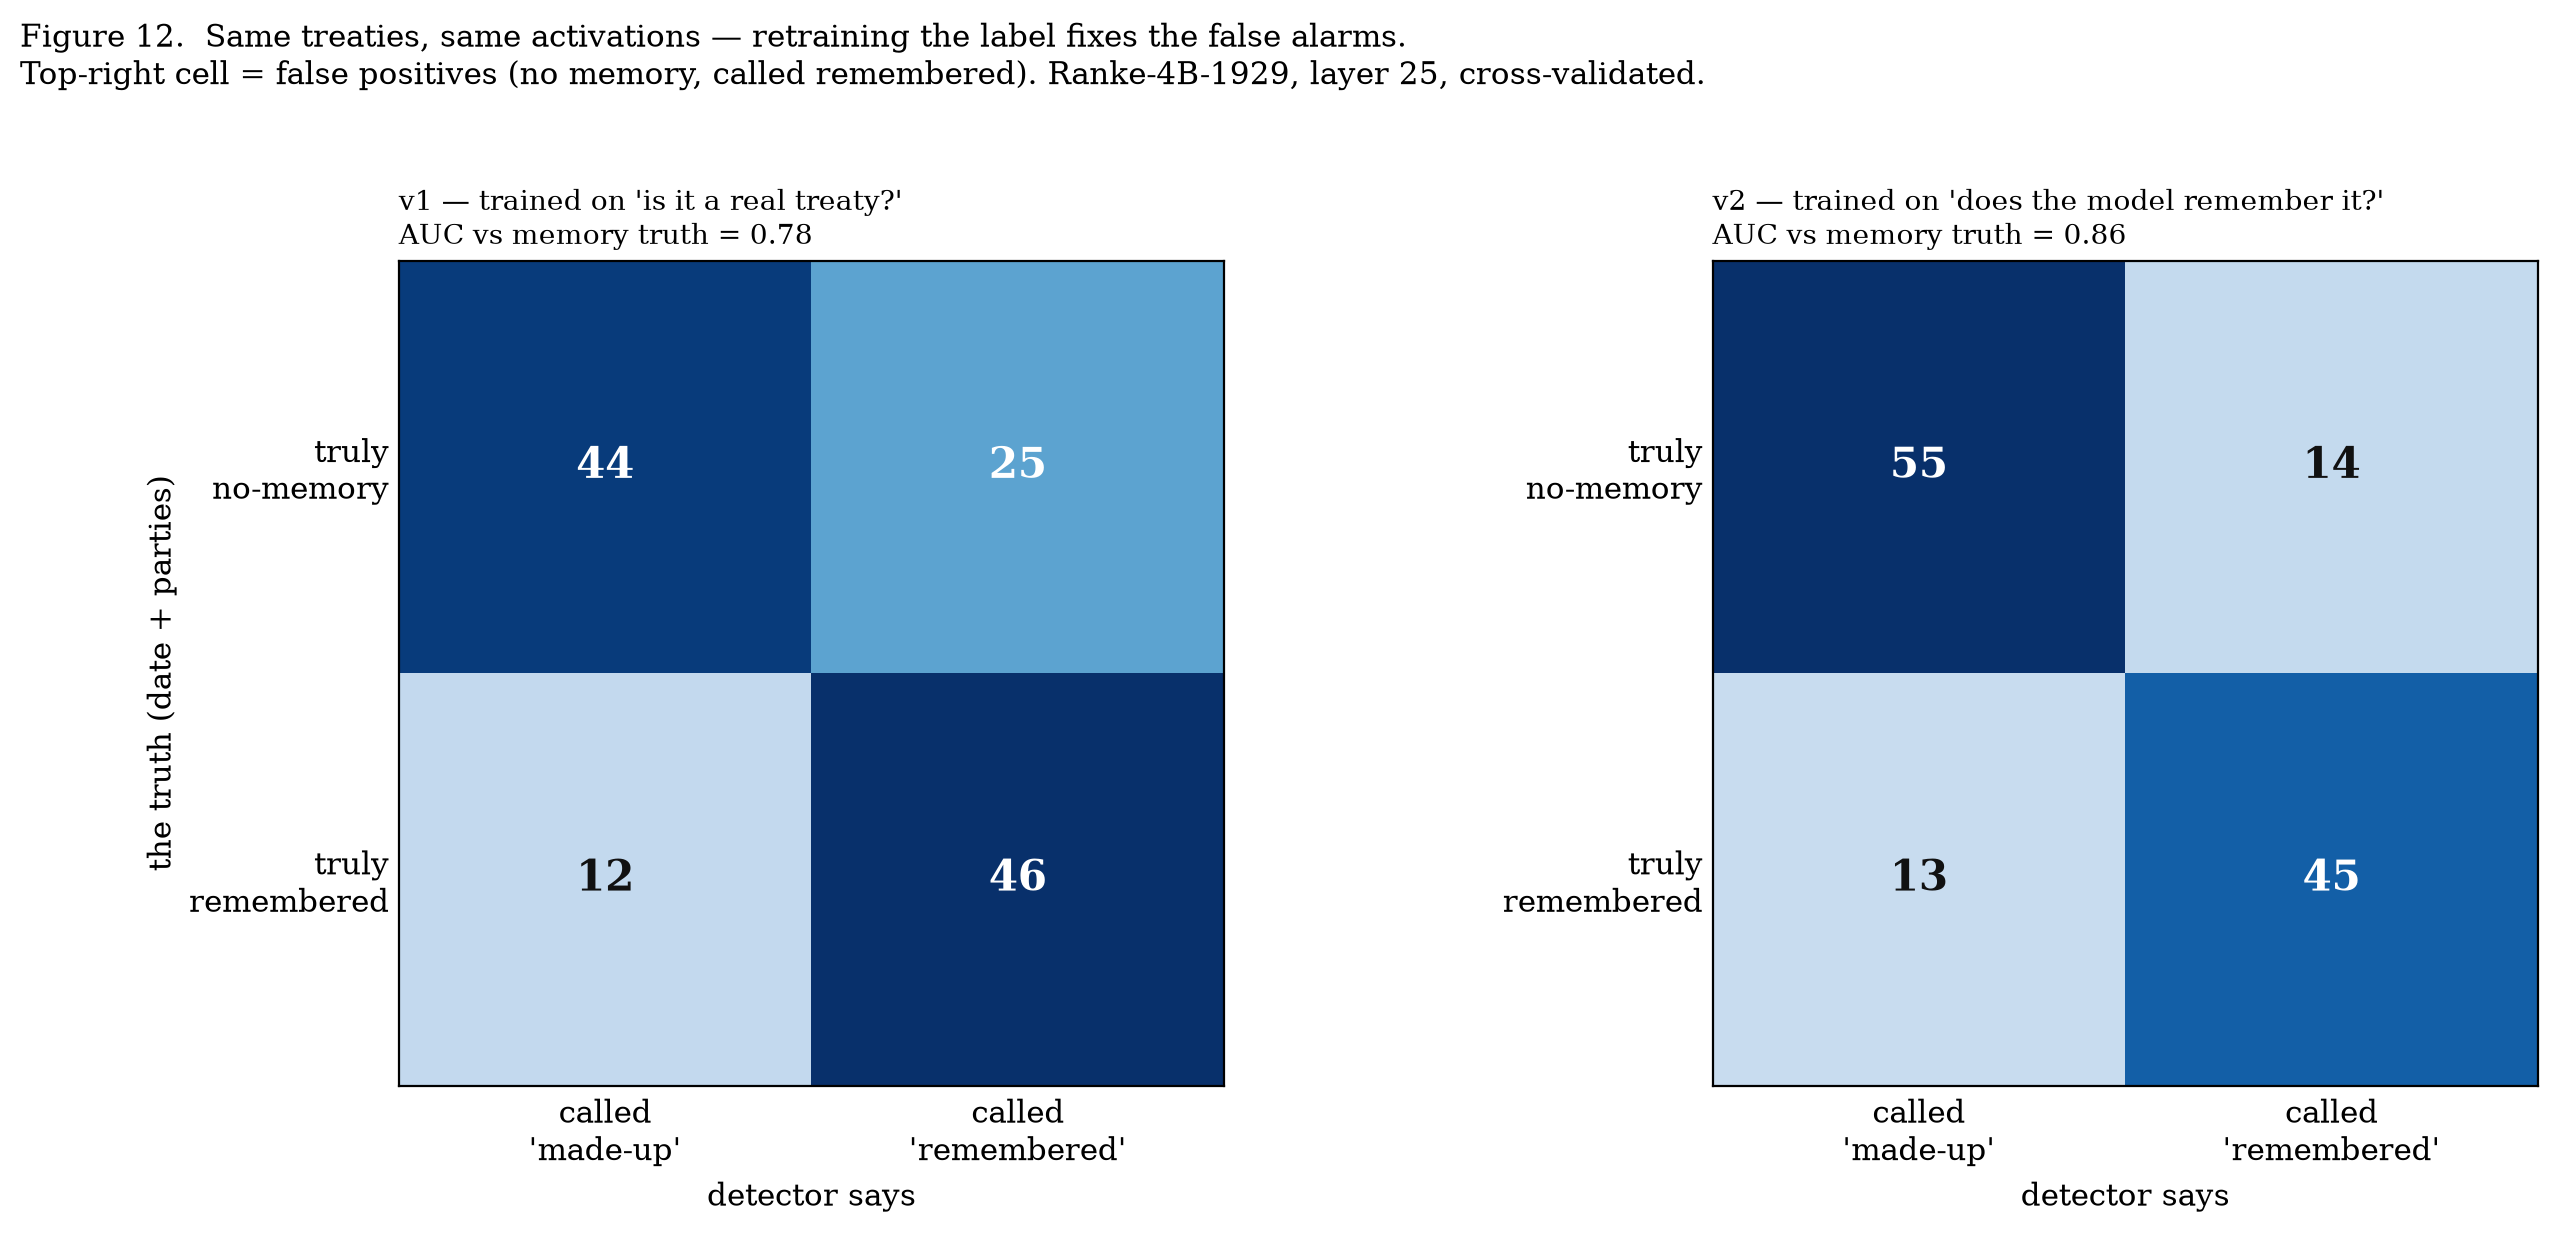 Figure 12.  Same treaties, same activations — retraining the label fixes the false alarms.
Top-right cell = false positives (no memory, called remembered). Ranke-4B-1929, layer 25, cross-validated.
v1 — trained on 'is it a real treaty?'
AUC vs memory truth = 0.78
the truth (date + parties)
truly
no-memory
44
25
truly
remembered
12
46
called
'made-up'
called
'remembered'
detector says
v2 — trained on 'does the model remember it?'
AUC vs memory truth = 0.86
truly
no-memory
55
14
truly
remembered
13
45
called
'made-up'
called
'remembered'
detector says